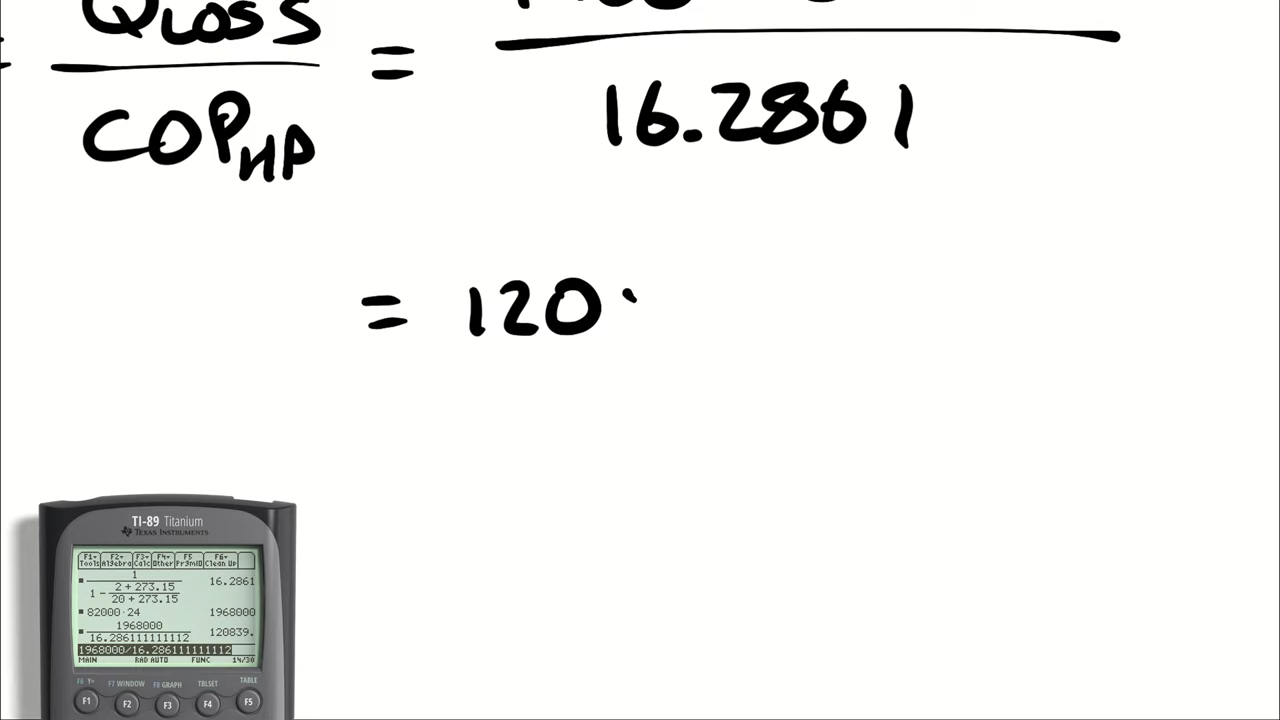 Qloss
=
COPHP
16.2861
= 120
TI-89 Titanium
TEXAS INSTRUMENTS
F1 F2 F3 F4 F5 F6
Tools Algebra Calc Other PrgmIO Clean Up
1
1 - 2 + 273.15 16.2861
20 + 273.15
82000·24 1968000
1968000
16.286111111112 120839.
1968000/16.286111111112
MAIN RAD AUTO FUNC 14/30
F6 Y= F7 WINDOW F8 GRAPH TBLSET TABLE
F1 F2 F3 F4 F5